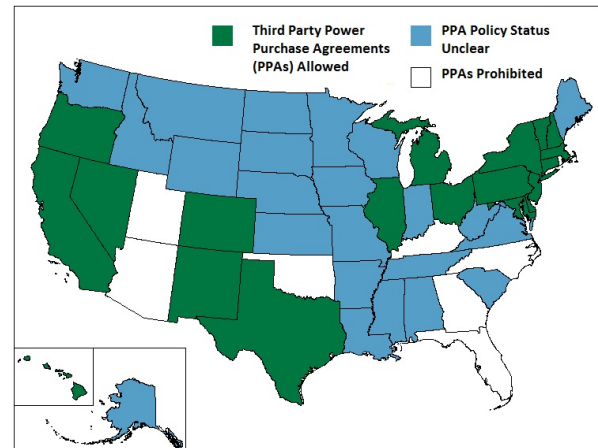 Third Party Power
Purchase Agreements
(PPAs) Allowed
PPA Policy Status
Unclear
PPAs Prohibited